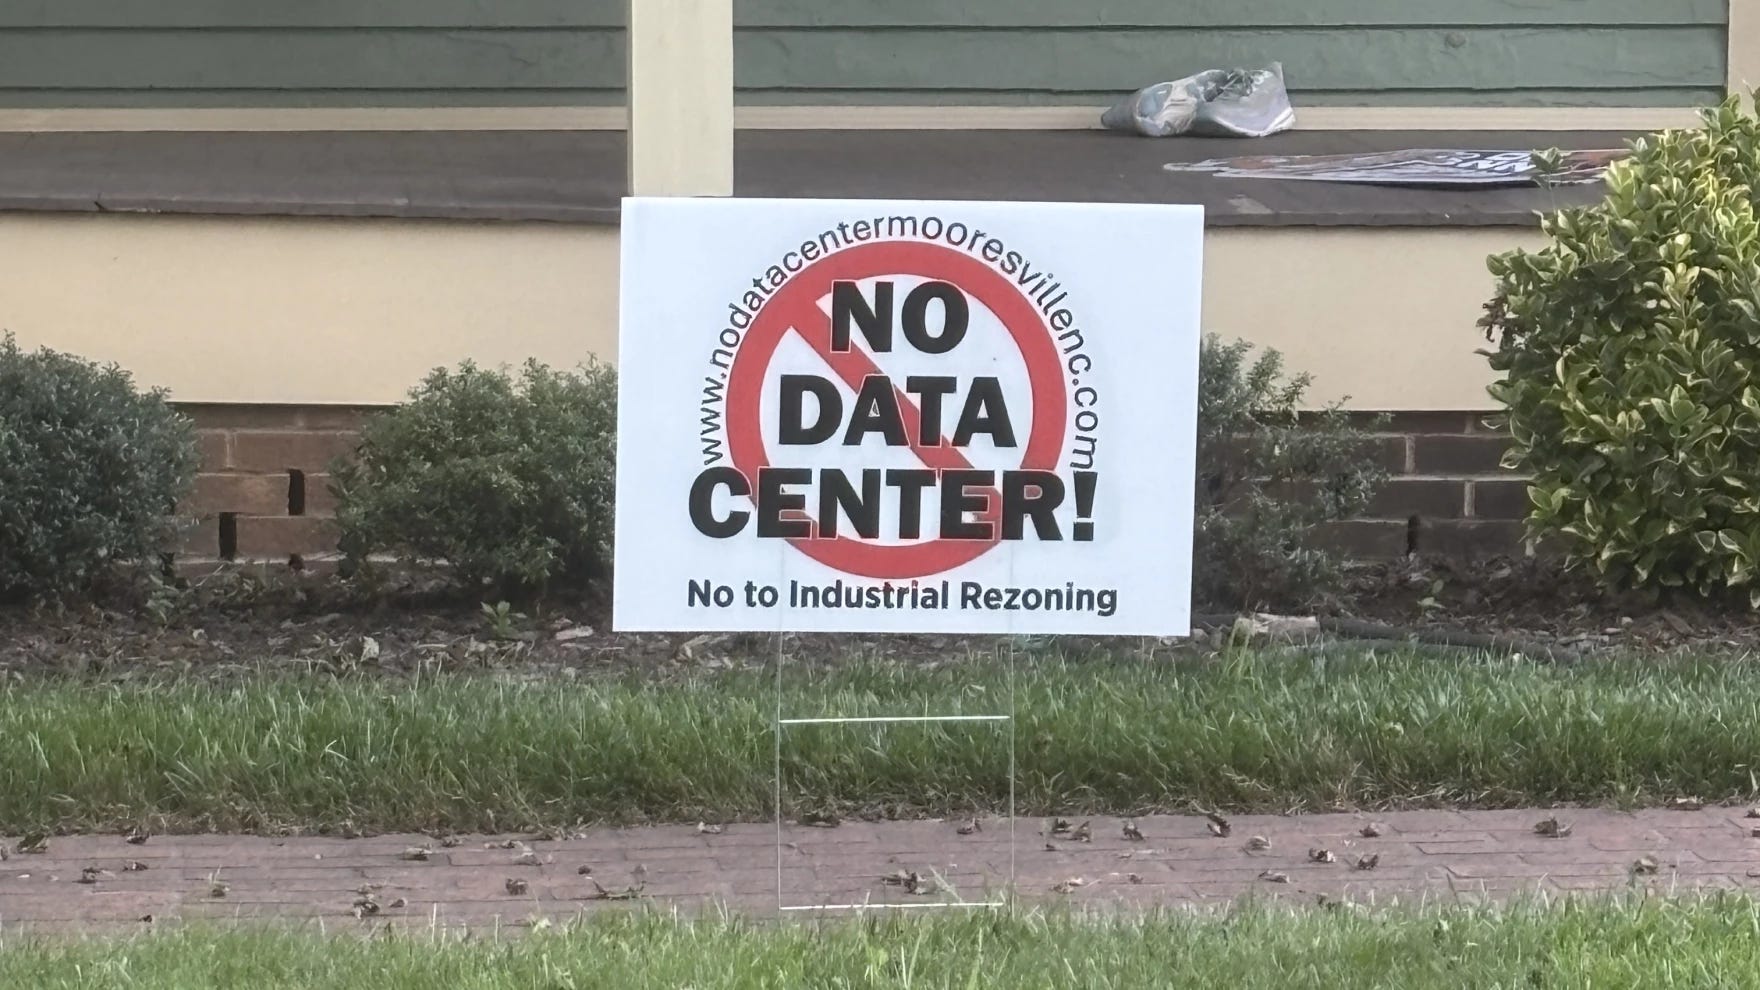 www.nodatacentermooresvillenc.com
NO
DATA
CENTER!
No to Industrial Rezoning